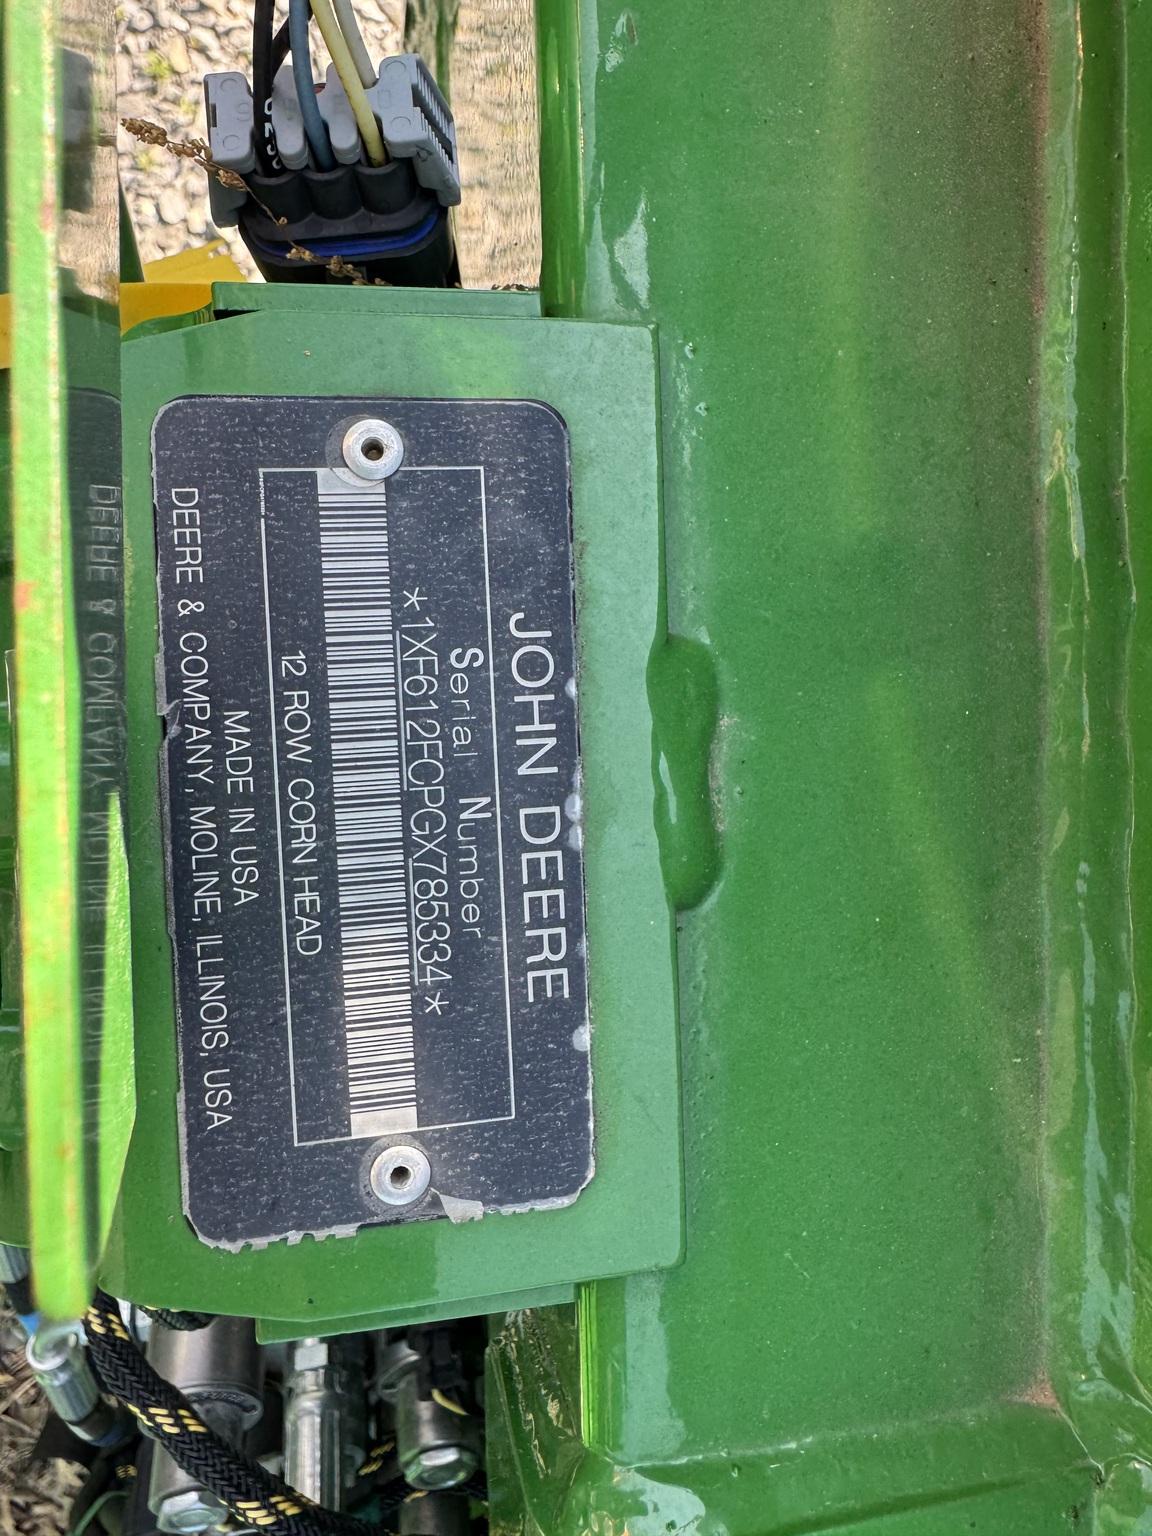 JOHN DEERE
Serial Number
*1XF612FCPGX785334*
12 ROW CORN HEAD
MADE IN USA
DEERE & COMPANY, MOLINE, ILLINOIS, USA